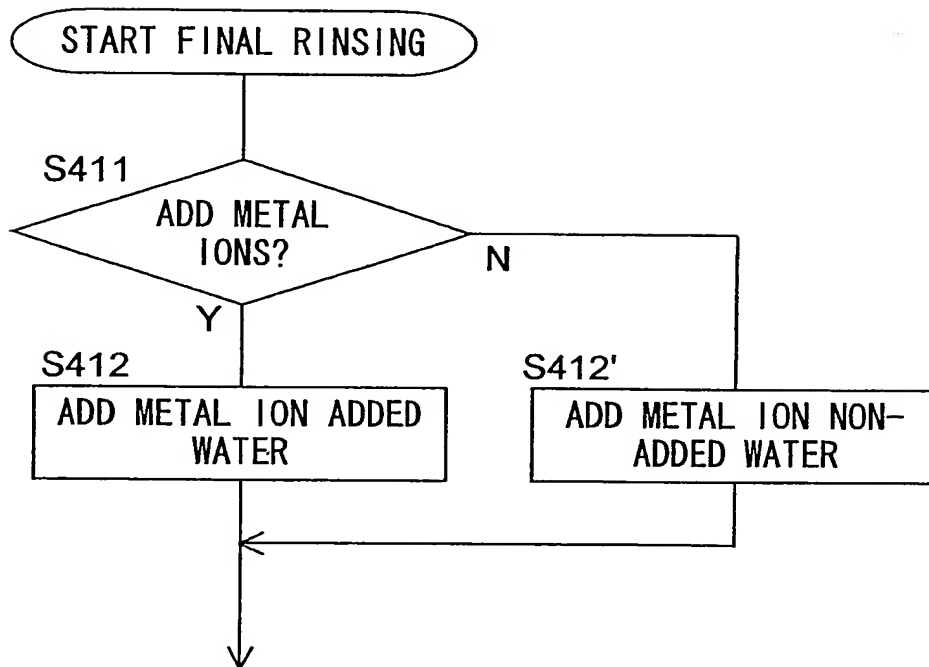 START FINAL RINSING
S411
ADD METAL
IONS?
N
Y
S412
S412'
ADD METAL ION ADDED
WATER
ADD METAL ION NON-
ADDED WATER